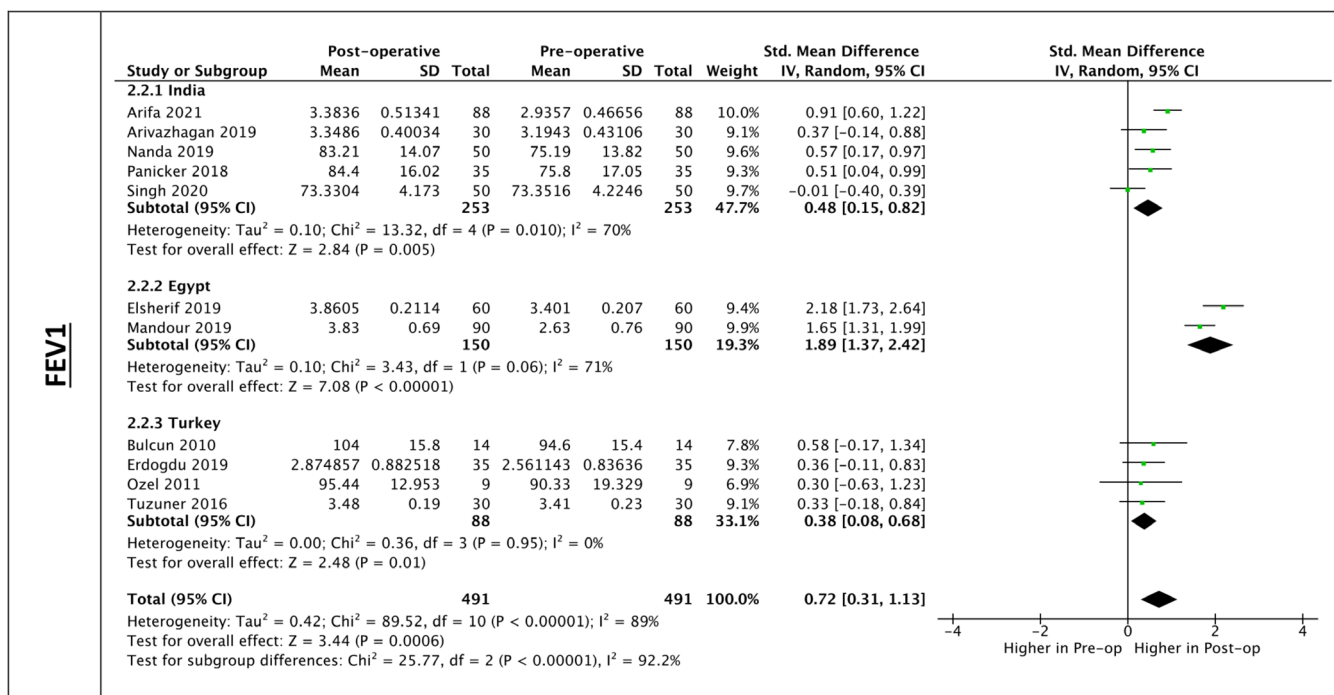 FEV1
Post-operative Pre-operative Std. Mean Difference Std. Mean Difference
Study or Subgroup Mean SD Total Mean SD Total Weight IV, Random, 95% CI IV, Random, 95% CI
2.2.1 India
Arifa 2021 3.3836 0.51341 88 2.9357 0.46656 88 10.0% 0.91 [0.60, 1.22]
Arivazhagan 2019 3.3486 0.40034 30 3.1943 0.43106 30 9.1% 0.37 [-0.14, 0.88]
Nanda 2019 83.21 14.07 50 75.19 13.82 50 9.6% 0.57 [0.17, 0.97]
Panicker 2018 84.4 16.02 35 75.8 17.05 35 9.3% 0.51 [0.04, 0.99]
Singh 2020 73.3304 4.173 50 73.3516 4.2246 50 9.7% -0.01 [-0.40, 0.39]
Subtotal (95% CI) 253 253 47.7% 0.48 [0.15, 0.82]
Heterogeneity: Tau² = 0.10; Chi² = 13.32, df = 4 (P = 0.010); I² = 70%
Test for overall effect: Z = 2.84 (P = 0.005)
2.2.2 Egypt
Elsherif 2019 3.8605 0.2114 60 3.401 0.207 60 9.4% 2.18 [1.73, 2.64]
Mandour 2019 3.83 0.69 90 2.63 0.76 90 9.9% 1.65 [1.31, 1.99]
Subtotal (95% CI) 150 150 19.3% 1.89 [1.37, 2.42]
Heterogeneity: Tau² = 0.10; Chi² = 3.43, df = 1 (P = 0.06); I² = 71%
Test for overall effect: Z = 7.08 (P < 0.00001)
2.2.3 Turkey
Bulcun 2010 104 15.8 14 94.6 15.4 14 7.8% 0.58 [-0.17, 1.34]
Erdogdu 2019 2.874857 0.882518 35 2.561143 0.83636 35 9.3% 0.36 [-0.11, 0.83]
Ozel 2011 95.44 12.953 9 90.33 19.329 9 6.9% 0.30 [-0.63, 1.23]
Tuzuner 2016 3.48 0.19 30 3.41 0.23 30 9.1% 0.33 [-0.18, 0.84]
Subtotal (95% CI) 88 88 33.1% 0.38 [0.08, 0.68]
Heterogeneity: Tau² = 0.00; Chi² = 0.36, df = 3 (P = 0.95); I² = 0%
Test for overall effect: Z = 2.48 (P = 0.01)
Total (95% CI) 491 491 100.0% 0.72 [0.31, 1.13]
Heterogeneity: Tau² = 0.42; Chi² = 89.52, df = 10 (P < 0.00001); I² = 89%
Test for overall effect: Z = 3.44 (P = 0.0006)
Test for subgroup differences: Chi² = 25.77, df = 2 (P < 0.00001), I² = 92.2%
-4 -2 0 2 4
Higher in Pre-op Higher in Post-op